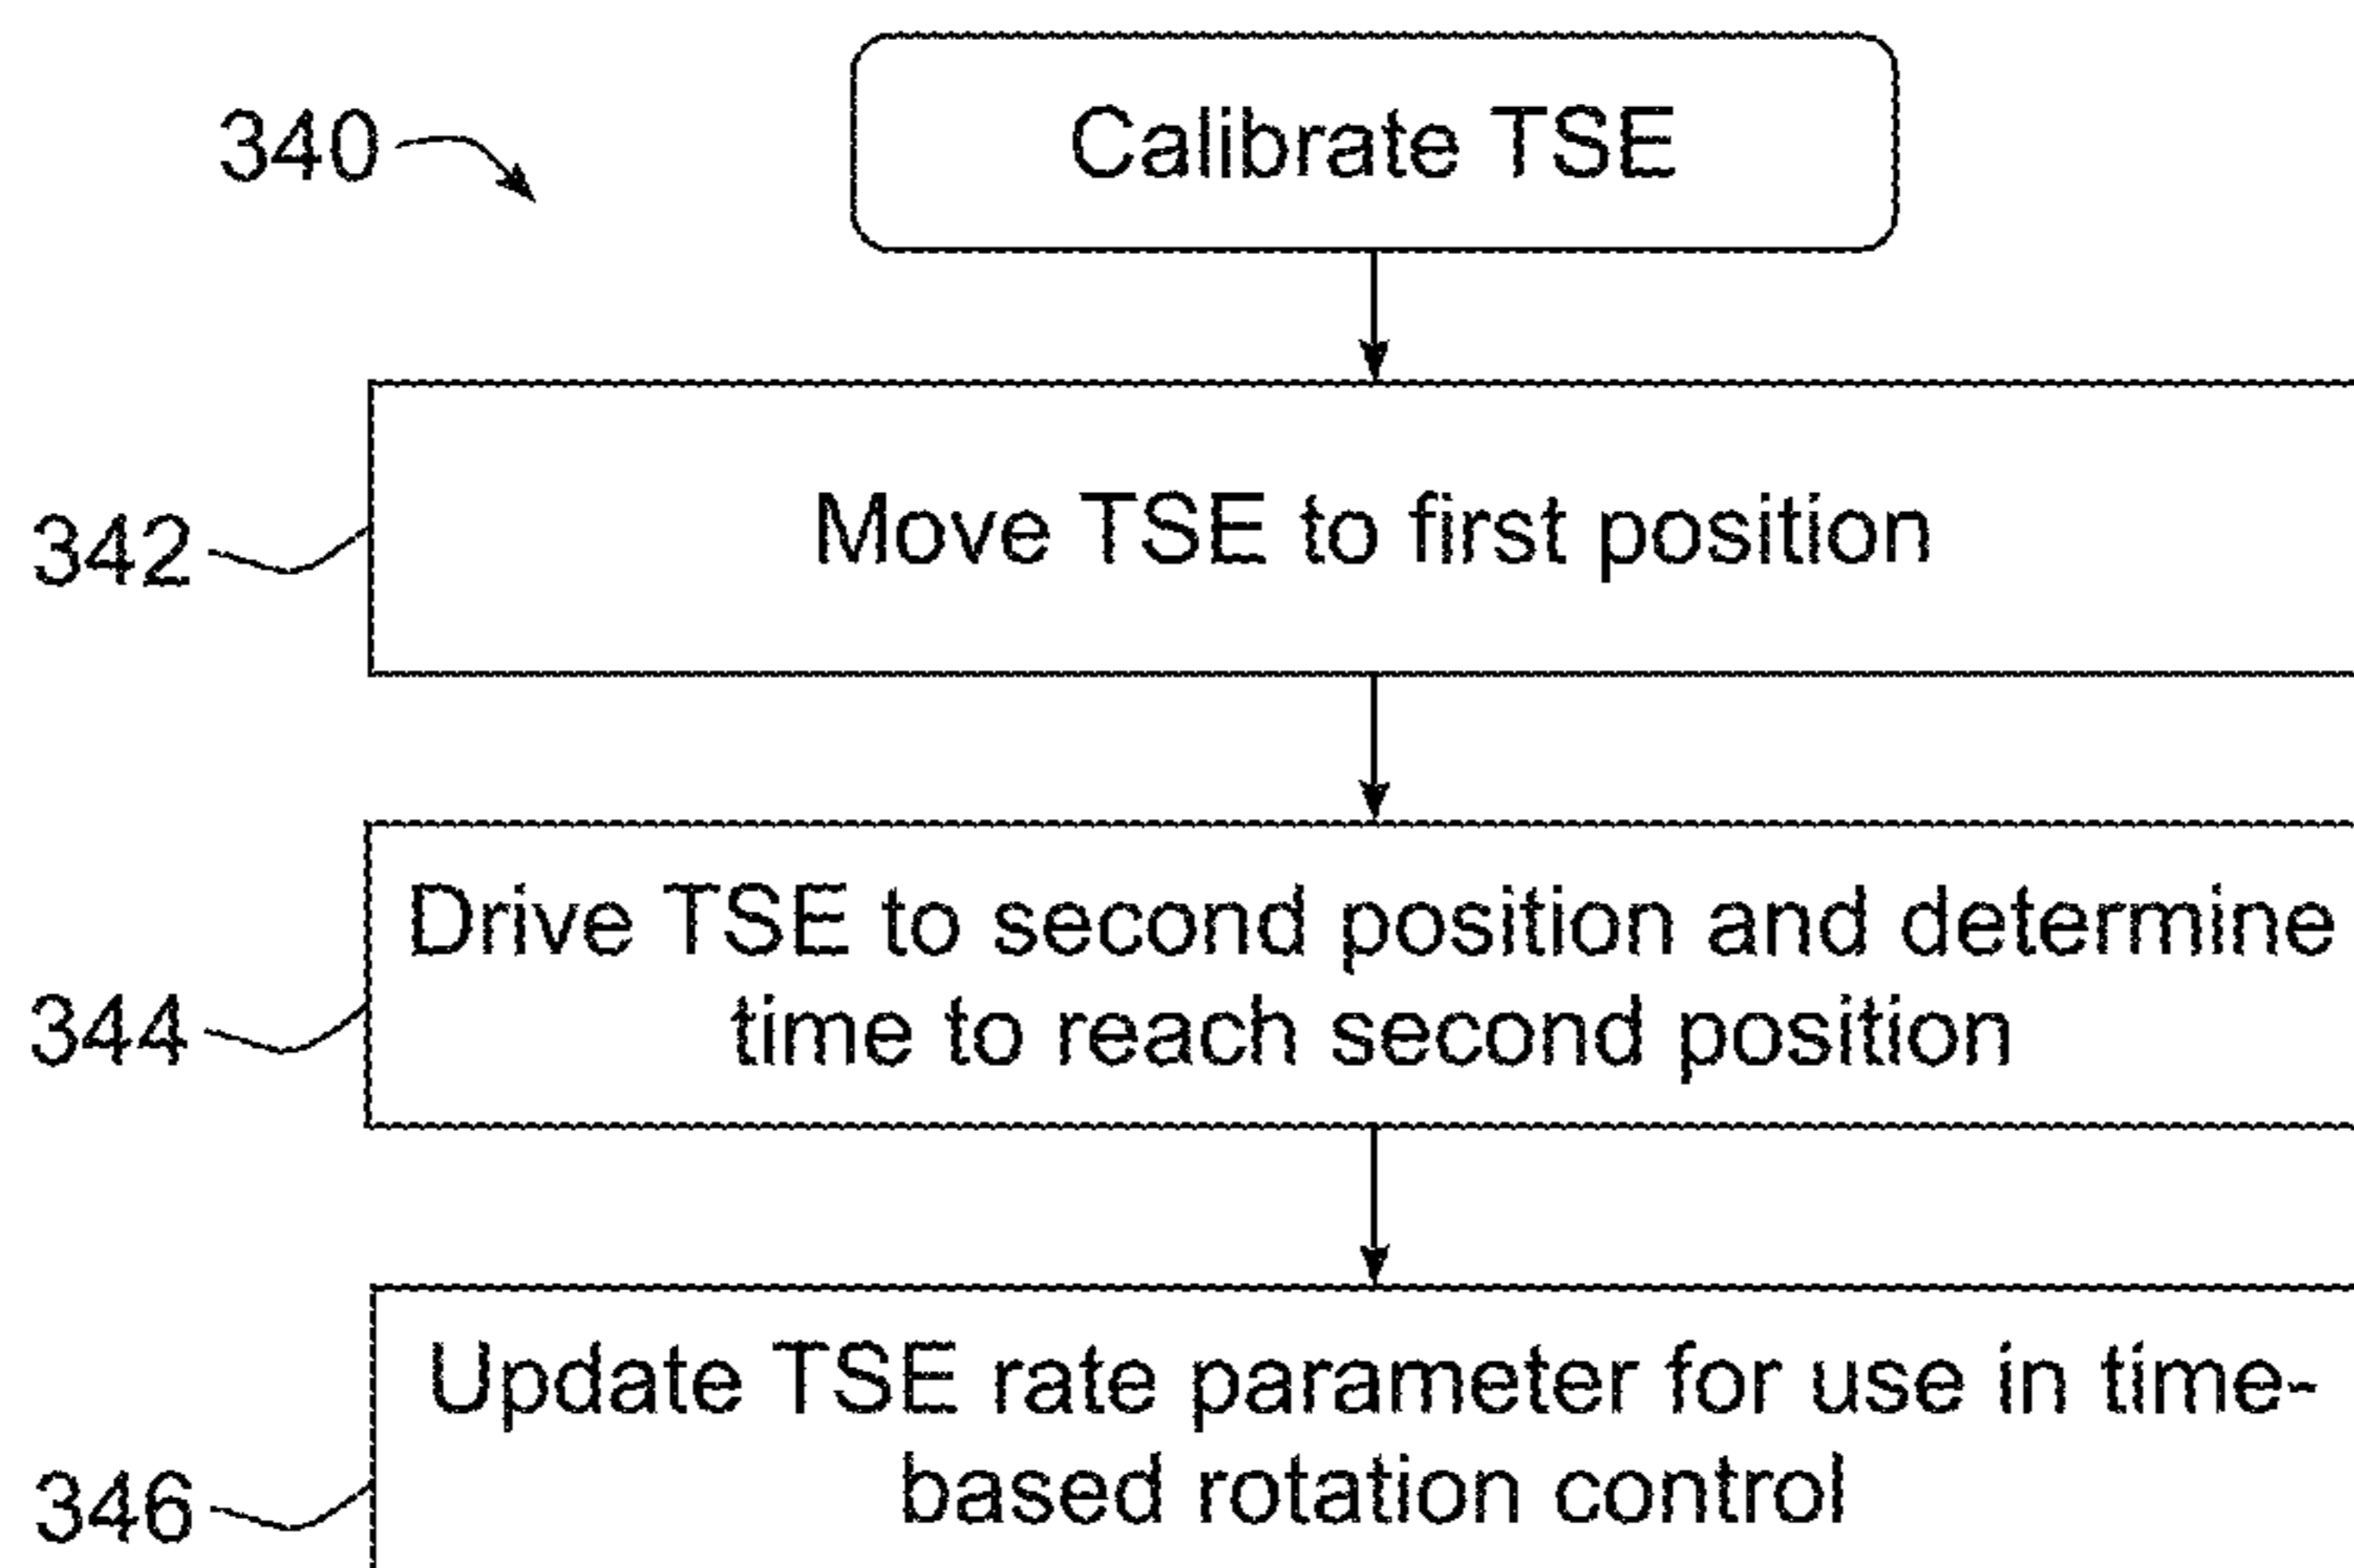 340
Calibrate TSE
342
Move TSE to first position
344
Drive TSE to second position and determine
time to reach second position
346
Update TSE rate parameter for use in time-
based rotation control